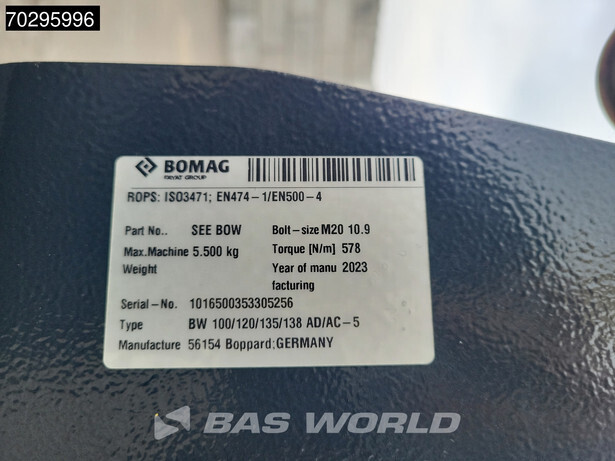 70295996
BOMAG
FAYAT GROUP
ROPS: ISO3471; EN474-1/EN500-4
Part No.. SEE BOW Bolt-size M20 10.9
Max.Machine 5.500 kg Torque [N/m] 578
Weight Year of manu 2023
facturing
Serial-No. 1016500353305256
Type BW 100/120/135/138 AD/AC-5
Manufacture 56154 Boppard;GERMANY
BAS WORLD